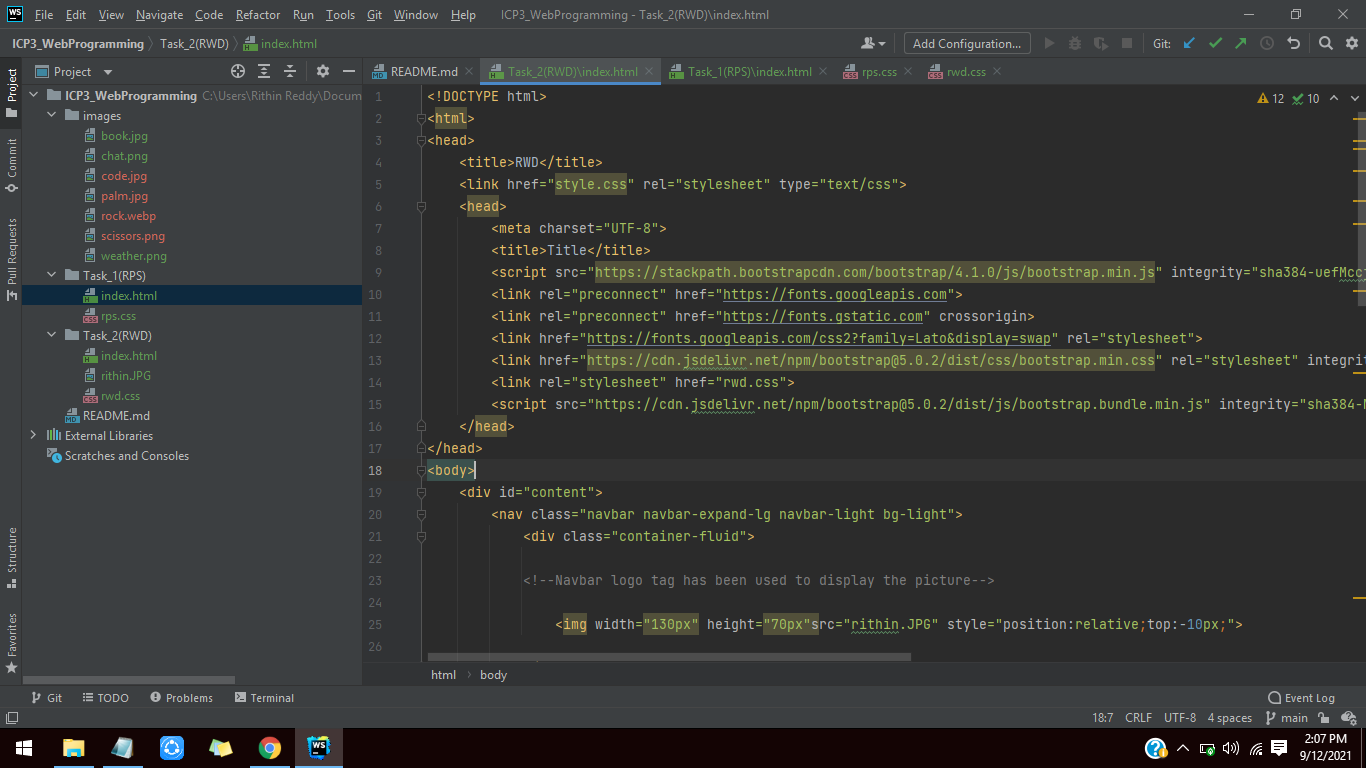 WS File Edit View Navigate Code Refactor Run Tools Git Window Help ICP3_WebProgramming - Task_2(RWD)\index.html
ICP3_WebProgramming Task_2(RWD) index.html Add Configuration... Git:
Project README.md Task_2(RWD)\index.html Task_1(RPS)\index.html rps.css rwd.css
Project
Commit
Pull Requests
Structure
Favorites
ICP3_WebProgramming C:\Users\Rithin Reddy\Docum
images
book.jpg
chat.png
code.jpg
palm.jpg
rock.webp
scissors.png
weather.png
Task_1(RPS)
index.html
rps.css
Task_2(RWD)
index.html
rithin.JPG
rwd.css
README.md
External Libraries
Scratches and Consoles
12 10
1 <!DOCTYPE html>
2 <html>
3 <head>
4 <title>RWD</title>
5 <link href="style.css" rel="stylesheet" type="text/css">
6 <head>
7 <meta charset="UTF-8">
8 <title>Title</title>
9 <script src="https://stackpath.bootstrapcdn.com/bootstrap/4.1.0/js/bootstrap.min.js" integrity="sha384-uefMcc
10 <link rel="preconnect" href="https://fonts.googleapis.com">
11 <link rel="preconnect" href="https://fonts.gstatic.com" crossorigin>
12 <link href="https://fonts.googleapis.com/css2?family=Lato&display=swap" rel="stylesheet">
13 <link href="https://cdn.jsdelivr.net/npm/bootstrap@5.0.2/dist/css/bootstrap.min.css" rel="stylesheet" integri
14 <link rel="stylesheet" href="rwd.css">
15 <script src="https://cdn.jsdelivr.net/npm/bootstrap@5.0.2/dist/js/bootstrap.bundle.min.js" integrity="sha384-
16 </head>
17 </head>
18 <body>
19 <div id="content">
20 <nav class="navbar navbar-expand-lg navbar-light bg-light">
21 <div class="container-fluid">
22
23 <!--Navbar logo tag has been used to display the picture-->
24
25 <img width="130px" height="70px"src="rithin.JPG" style="position:relative;top:-10px;">
26
html body
Git TODO Problems Terminal Event Log
18:7 CRLF UTF-8 4 spaces main
WS
2:07 PM
9/12/2021